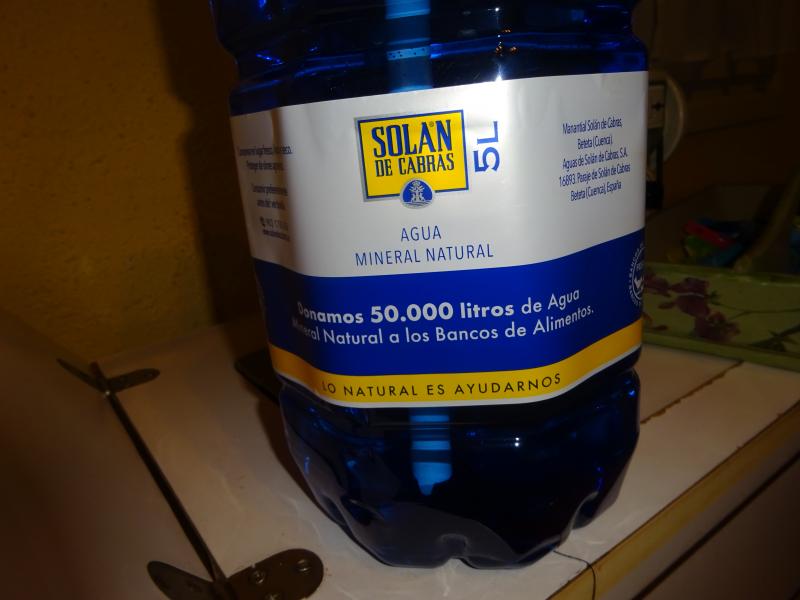 SOLÁN
DE CABRAS
5L
AGUA
MINERAL NATURAL
Donamos 50.000 litros de Agua
Mineral Natural a los Bancos de Alimentos.
LO NATURAL ES AYUDARNOS
Manantial Solán de Cabras,
Beteta (Cuenca).
Aguas de Solán de Cabras, S.A.
16893. Paraje de Solán de Cabras
Beteta (Cuenca), España